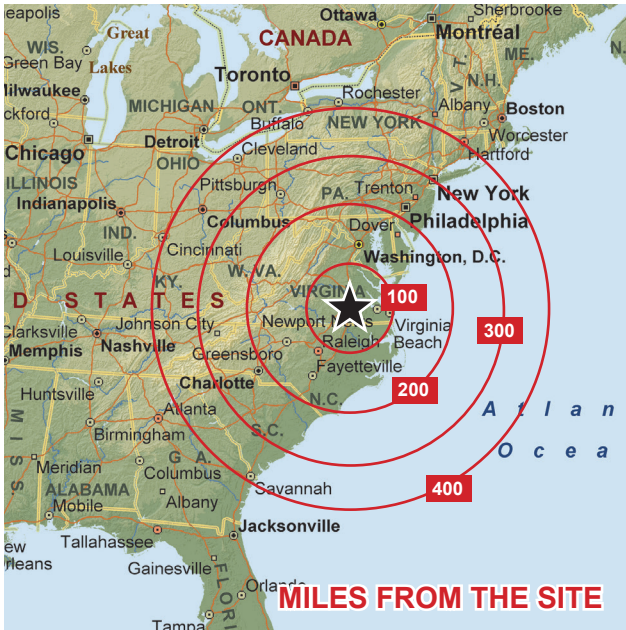 eapolis
Ottawa
Sherbrooke
Great
WIS.
CANADA
Montréal
Green Bay
Lakes
ME.
N.
Toronto
V T.
N.H.
Milwaukee
Rochester
MICHIGAN
ONT.
Albany
Boston
ckford
Buffalo
NEW YORK
Worcester
Detroit
Chicago
Cleveland
Hartford
OHIO
ILLINOIS
Pittsburgh
PA.
Trenton
New York
Indianapolis
Columbus
Philadelphia
IND.
Dover
Cincinnati
Washington, D.C.
Louisville
d
W. VA.
KY.
VIRGINIA
100
D STATES
Clarksville
Johnson City
Newport News
Virginia
Beach
300
Memphis
Nashville
Greensboro
Raleigh
Fayetteville
Charlotte
Huntsville
200
N.C.
Atlanta
Atlan
MISS.
Birmingham
S.C.
Ocea
Meridian
G A.
Columbus
400
ALABAMA
Albany
Savannah
Mobile
Jacksonville
ew
rleans
Tallahassee
Gainesville
FLORI
Orlando
MILES FROM THE SITE
Tampa